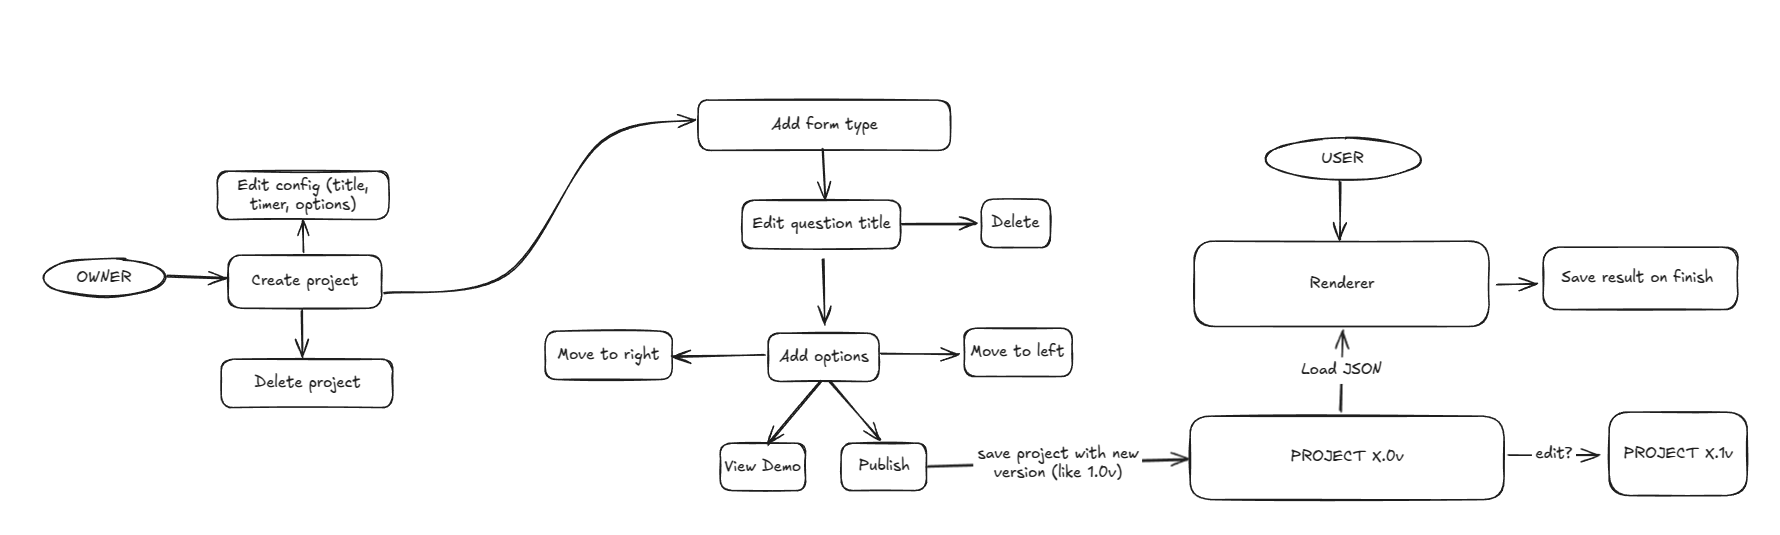 Add form type
USER
Edit config (title,
timer, options)
Edit question title
Delete
OWNER
Create project
Renderer
Save result on finish
Move to right
Add options
Move to left
Load JSON
Delete project
View Demo
Publish
save project with new
version (like 1.0v)
PROJECT X.0v
edit?
PROJECT X.1v